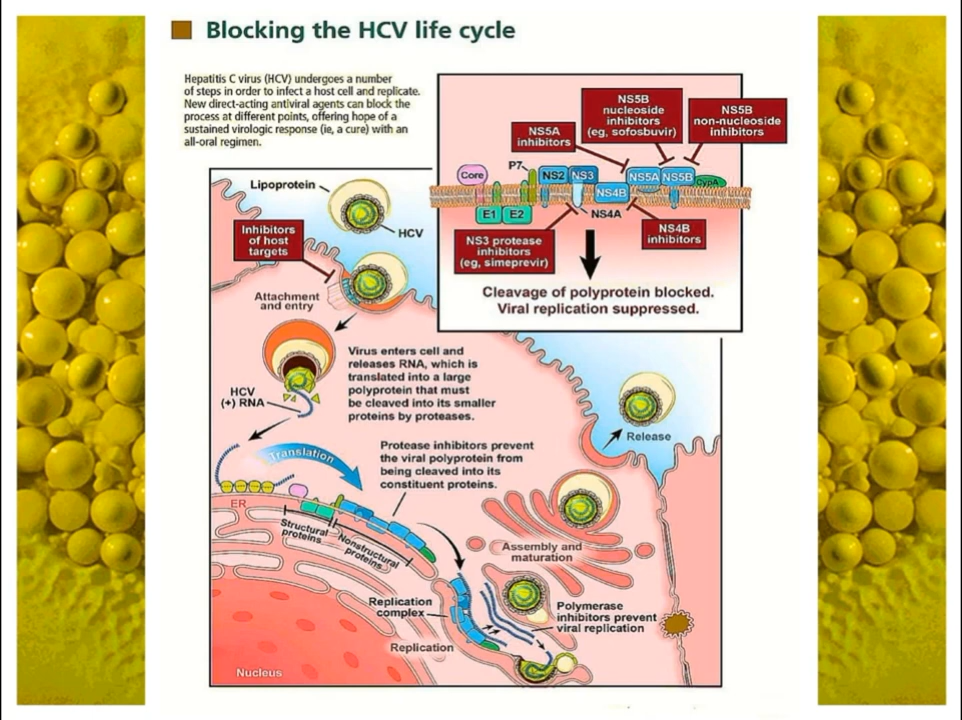 Blocking the HCV life cycle
Hepatitis C virus (HCV) undergoes a number
of steps in order to infect a host cell and replicate.
New direct-acting antiviral agents can block the
process at different points, offering hope of a
sustained virologic response (ie, a cure) with an
all-oral regimen.
NS5A
inhibitors
NS5B
nucleoside
inhibitors
(eg, sofosbuvir)
NS5B
non-nucleoside
inhibitors
Core
P7
NS2
NS3
NS4B
NS5A
NS5B
CypA
E1
E2
NS4A
NS3 protease
inhibitors
(eg, simeprevir)
NS4B
inhibitors
Cleavage of polyprotein blocked.
Viral replication suppressed.
Lipoprotein
HCV
Inhibitors
of host
targets
Attachment
and entry
Virus enters cell and
releases RNA, which is
translated into a large
polyprotein that must
be cleaved into its smaller
proteins by proteases.
HCV
(+) RNA
Release
Translation
Protease inhibitors prevent
the viral polyprotein from
being cleaved into its
constituent proteins.
ER
Structural
proteins
Nonstructural
proteins
Assembly and
maturation
Replication
complex
Polymerase
inhibitors prevent
viral replication
Replication
Nucleus